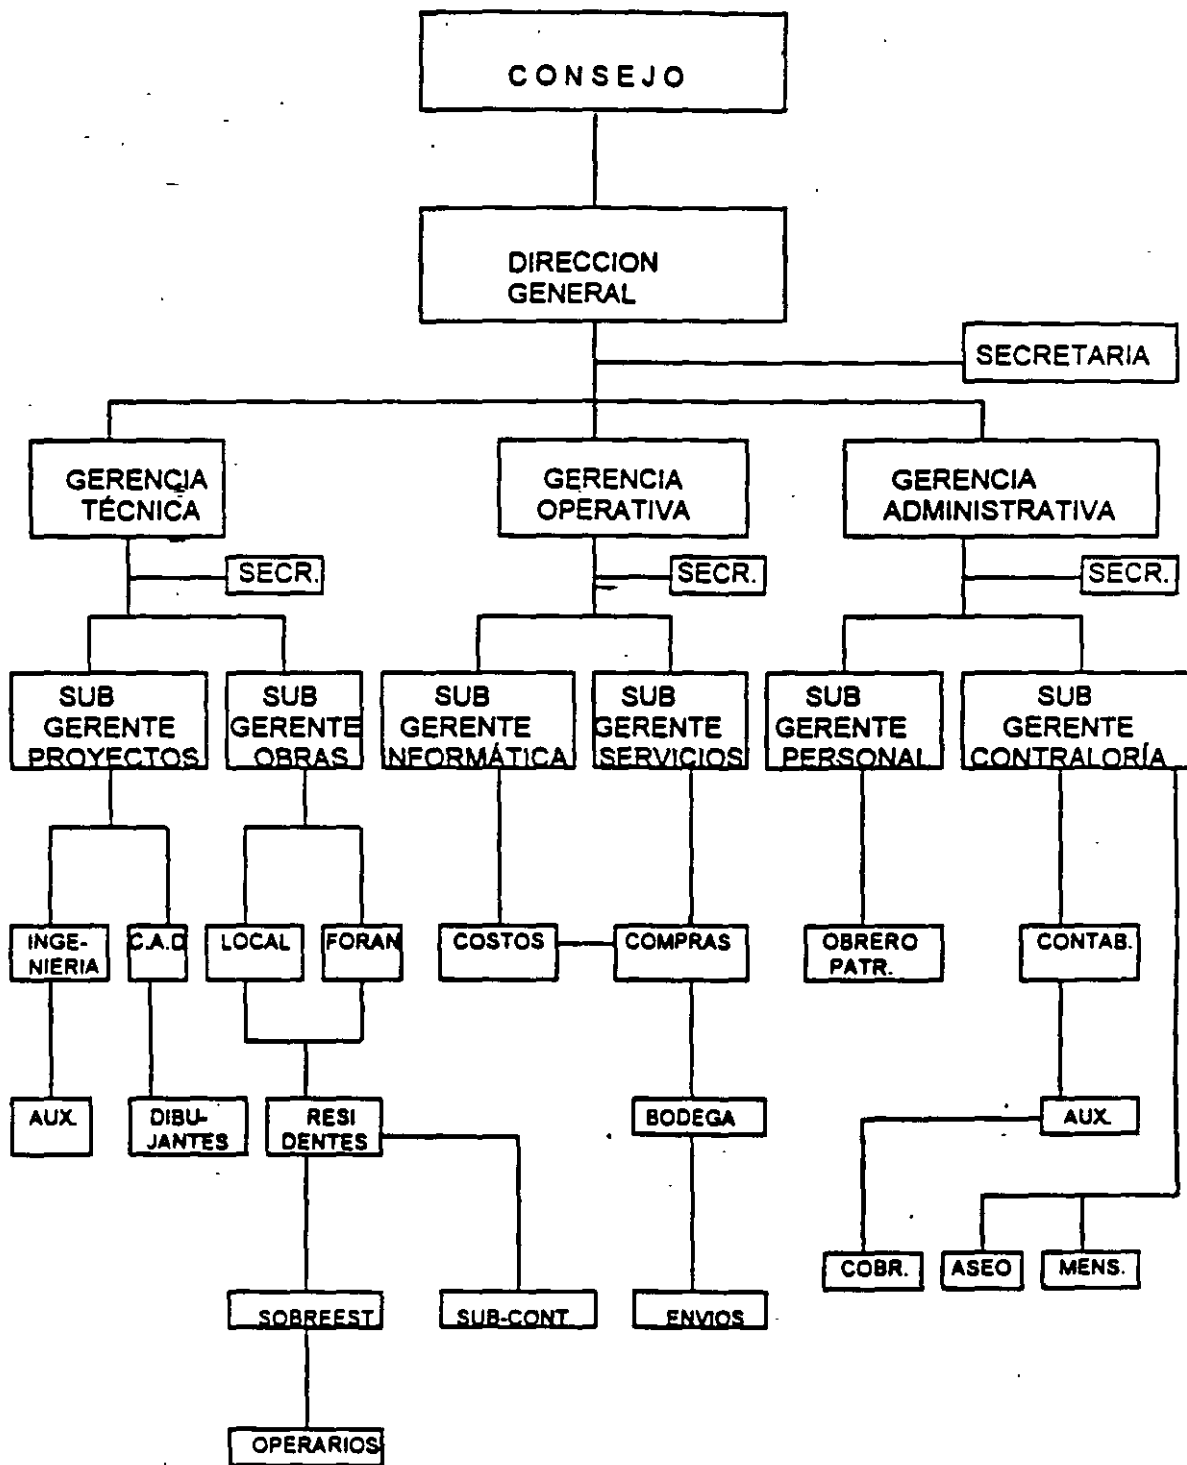 CONSEJO
DIRECCION
GENERAL
SECRETARIA
GERENCIA
TÉCNICA
GERENCIA
OPERATIVA
GERENCIA
ADMINISTRATIVA
SECR.
SECR.
SECR.
SUB
GERENTE
PROYECTOS
SUB
GERENTE
OBRAS
SUB
GERENTE
NFORMÁTICA
SUB
GERENTE
SERVICIOS
SUB
GERENTE
PERSONAL
SUB
GERENTE
CONTRALORÍA
INGE-
NIERIA
C.A.D
LOCAL
FORAN
COSTOS
COMPRAS
OBRERO
PATR.
CONTAB.
AUX.
DIBU-
JANTES
RESI
DENTES
BODEGA
AUX.
COBR.
ASEO
MENS.
SOBREEST
SUB-CONT
ENVIOS
OPERARIOS